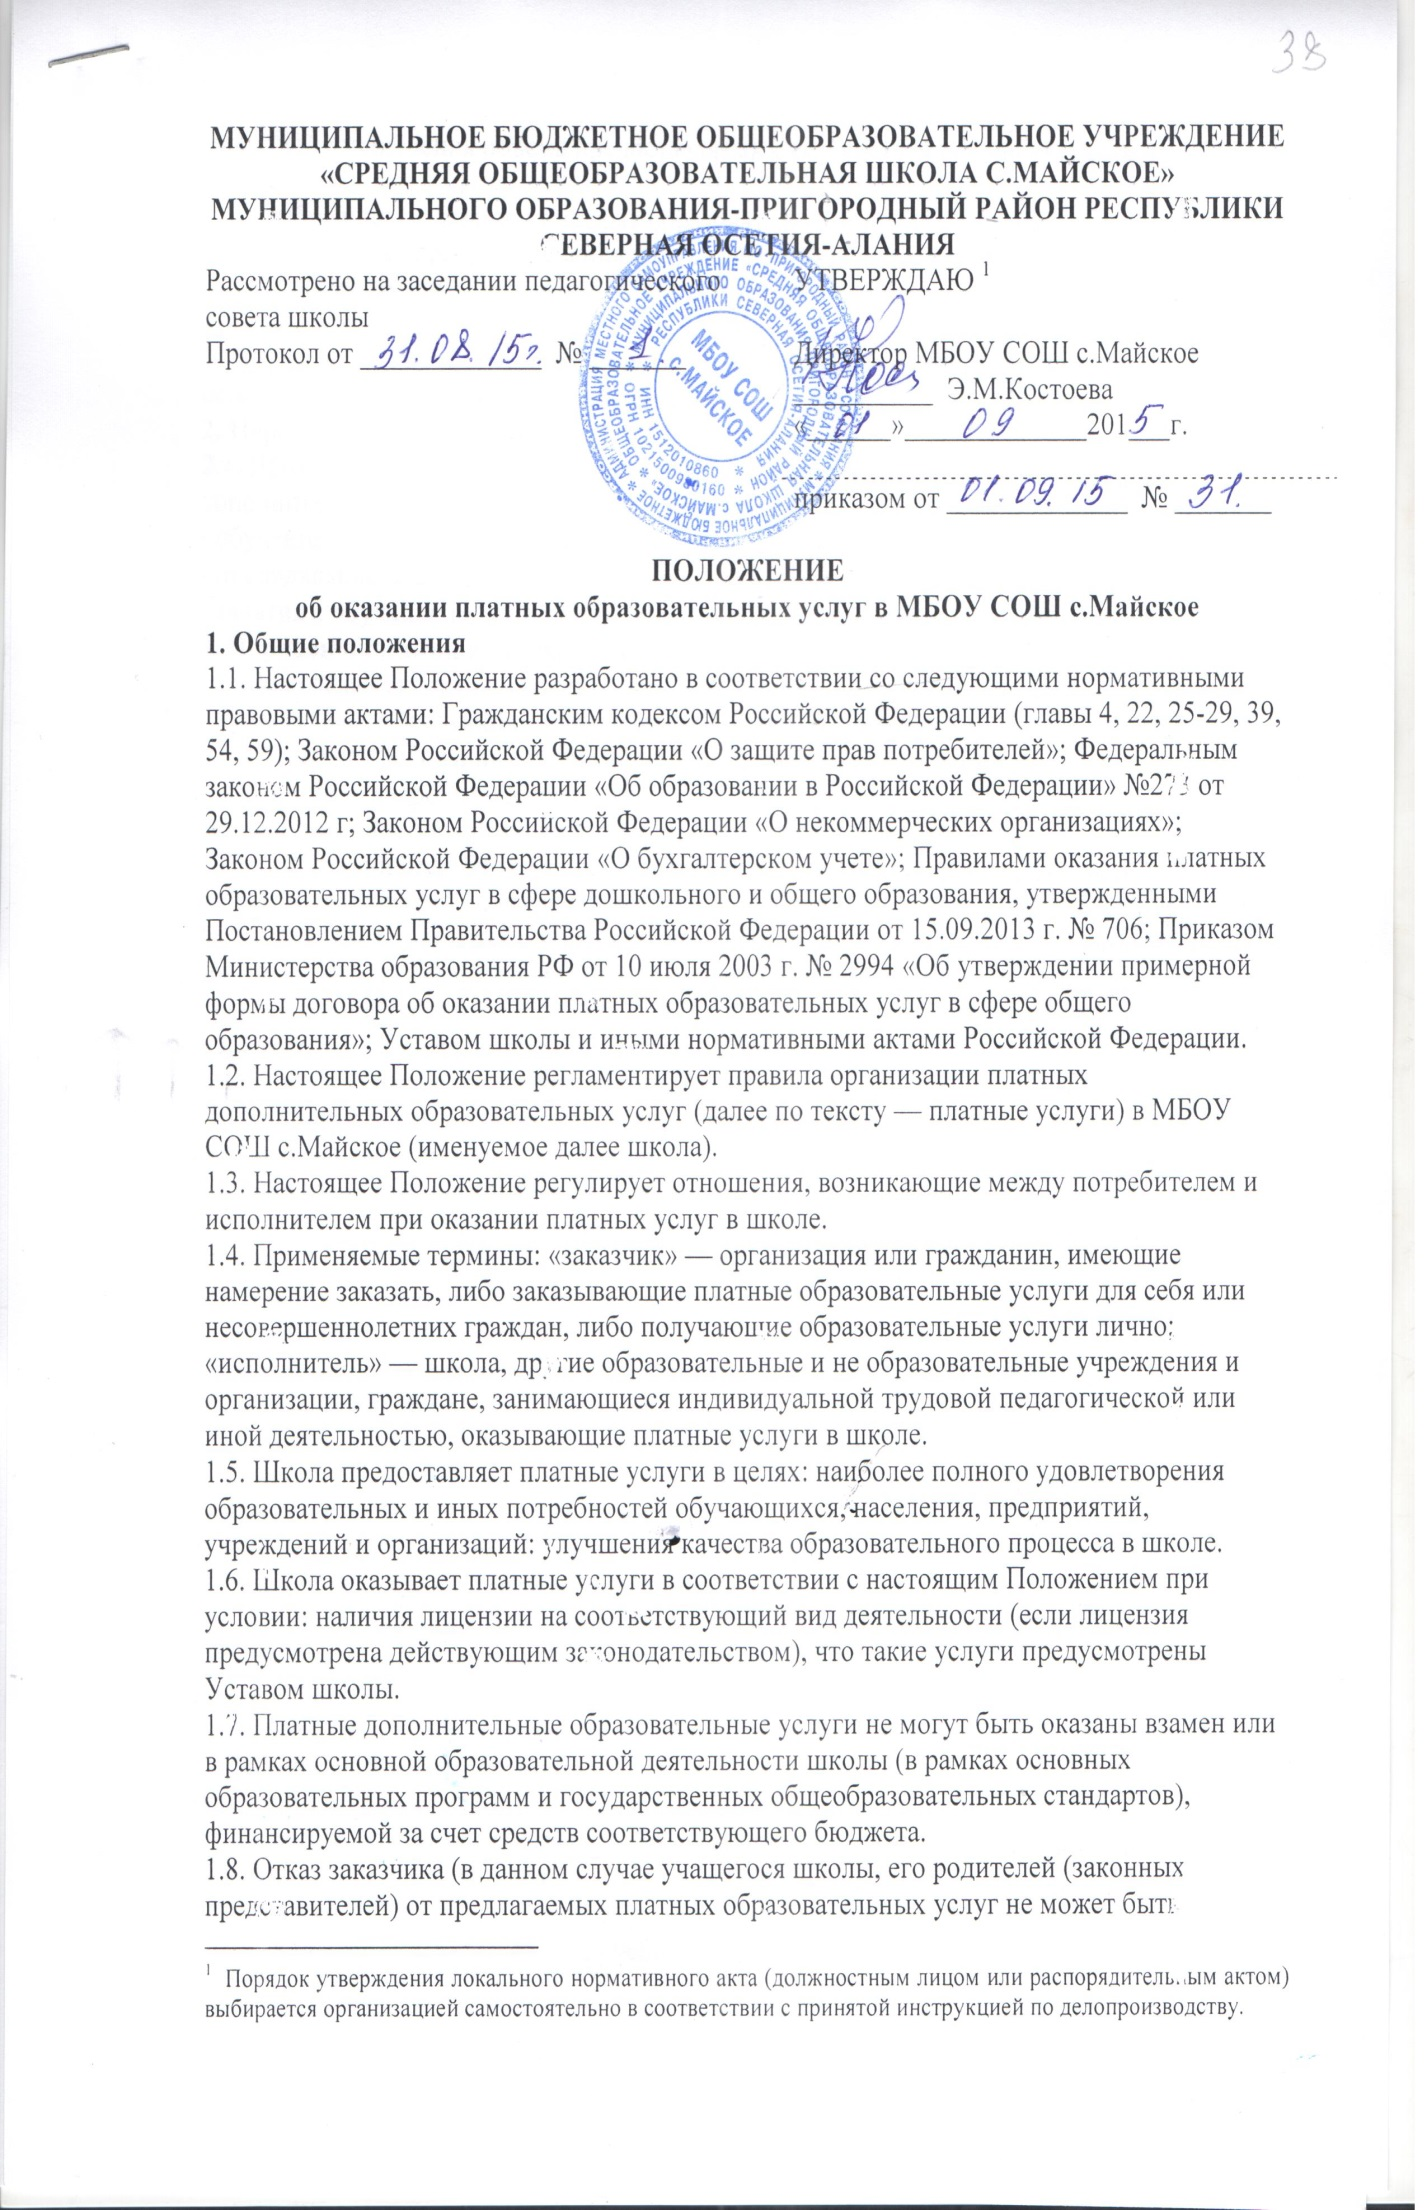 38
МУНИЦИПАЛЬНОЕ БЮДЖЕТНОЕ ОБЩЕОБРАЗОВАТЕЛЬНОЕ УЧРЕЖДЕНИЕ
«СРЕДНЯЯ ОБЩЕОБРАЗОВАТЕЛЬНАЯ ШКОЛА С.МАЙСКОЕ»
МУНИЦИПАЛЬНОГО ОБРАЗОВАНИЯ-ПРИГОРОДНЫЙ РАЙОН РЕСПУБЛИКИ
СЕВЕРНАЯ ОСЕТИЯ-АЛАНИЯ
Рассмотрено на заседании педагогического
совета школы
Протокол от 31.08.15г. № 1
УТВЕРЖДАЮ 1
Директор МБОУ СОШ с.Майское
Э.М.Костоева
«01» 09 2015г.
приказом от 01.09.15 № 31.
МБОУ СОШ
с.МАЙСКОЕ
ИНН 1512010860
ПОЛОЖЕНИЕ
об оказании платных образовательных услуг в МБОУ СОШ с.Майское
1. Общие положения
1.1. Настоящее Положение разработано в соответствии со следующими нормативными
правовыми актами: Гражданским кодексом Российской Федерации (главы 4, 22, 25-29, 39,
54, 59); Законом Российской Федерации «О защите прав потребителей»; Федеральным
законом Российской Федерации «Об образовании в Российской Федерации» №273 от
29.12.2012 г; Законом Российской Федерации «О некоммерческих организациях»;
Законом Российской Федерации «О бухгалтерском учете»; Правилами оказания платных
образовательных услуг в сфере дошкольного и общего образования, утвержденными
Постановлением Правительства Российской Федерации от 15.09.2013 г. № 706; Приказом
Министерства образования РФ от 10 июля 2003 г. № 2994 «Об утверждении примерной
формы договора об оказании платных образовательных услуг в сфере общего
образования»; Уставом школы и иными нормативными актами Российской Федерации.
1.2. Настоящее Положение регламентирует правила организации платных
дополнительных образовательных услуг (далее по тексту — платные услуги) в МБОУ
СОШ с.Майское (именуемое далее школа).
1.3. Настоящее Положение регулирует отношения, возникающие между потребителем и
исполнителем при оказании платных услуг в школе.
1.4. Применяемые термины: «заказчик» — организация или гражданин, имеющие
намерение заказать, либо заказывающие платные образовательные услуги для себя или
несовершеннолетних граждан, либо получающие образовательные услуги лично;
«исполнитель» — школа, другие образовательные и не образовательные учреждения и
организации, граждане, занимающиеся индивидуальной трудовой педагогической или
иной деятельностью, оказывающие платные услуги в школе.
1.5. Школа предоставляет платные услуги в целях: наиболее полного удовлетворения
образовательных и иных потребностей обучающихся, населения, предприятий,
учреждений и организаций: улучшения качества образовательного процесса в школе.
1.6. Школа оказывает платные услуги в соответствии с настоящим Положением при
условии: наличия лицензии на соответствующий вид деятельности (если лицензия
предусмотрена действующим законодательством), что такие услуги предусмотрены
Уставом школы.
1.7. Платные дополнительные образовательные услуги не могут быть оказаны взамен или
в рамках основной образовательной деятельности школы (в рамках основных
образовательных программ и государственных общеобразовательных стандартов),
финансируемой за счет средств соответствующего бюджета.
1.8. Отказ заказчика (в данном случае учащегося школы, его родителей (законных
представителей) от предлагаемых платных образовательных услуг не может быть
1 Порядок утверждения локального нормативного акта (должностным лицом или распорядительным актом)
выбирается организацией самостоятельно в соответствии с принятой инструкцией по делопроизводству.